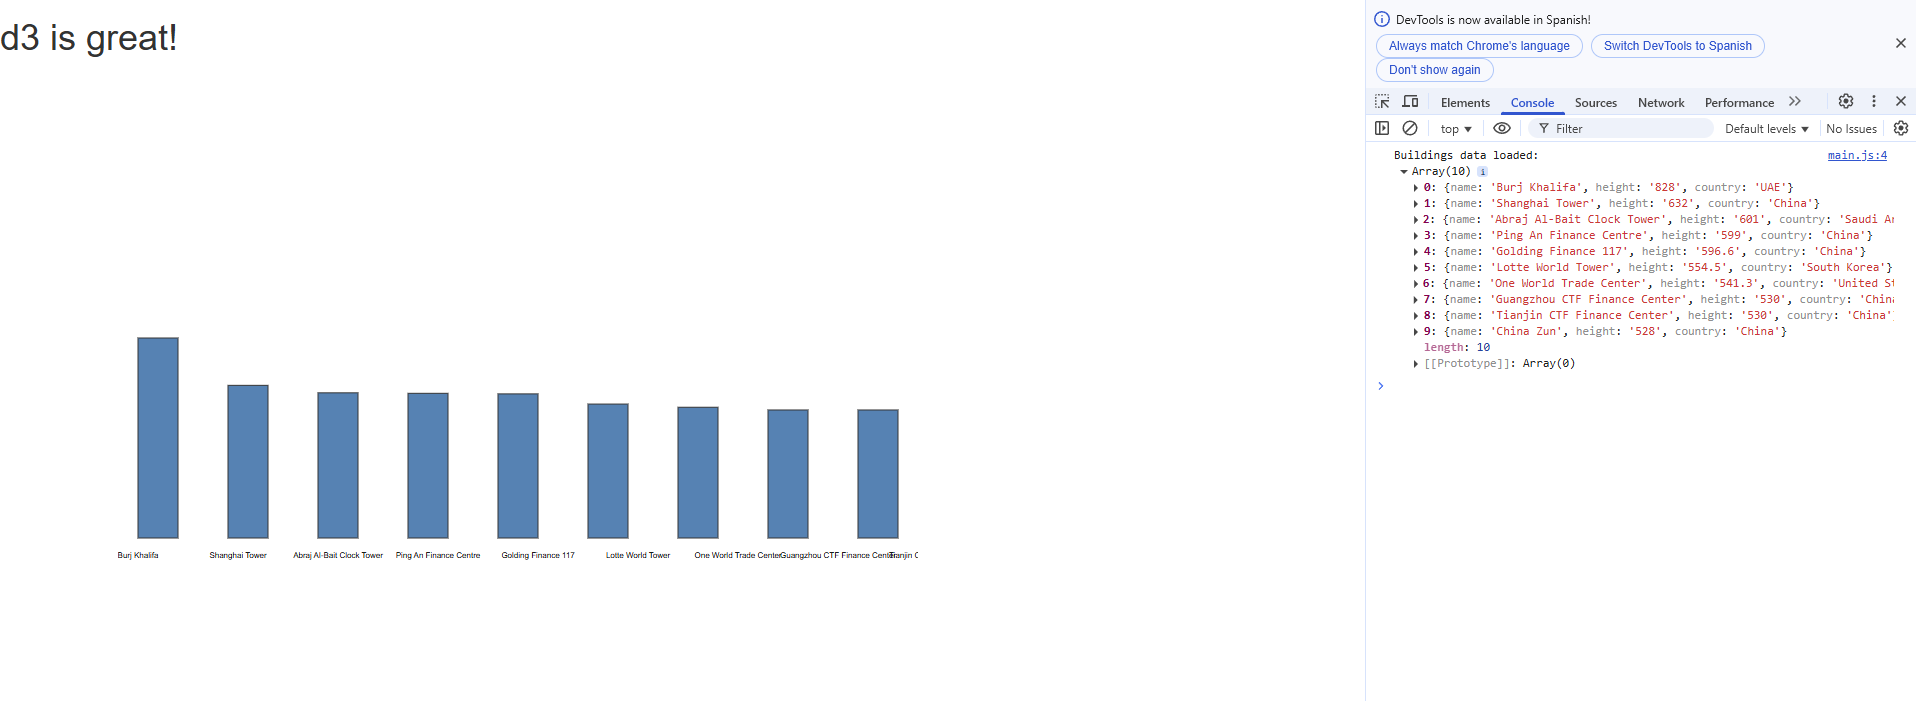 d3 is great!
Burj Khalifa
Shanghai Tower
Abraj Al-Bait Clock Tower
Ping An Finance Centre
Golding Finance 117
Lotte World Tower
One World Trade Center
Guangzhou CTF Finance Center
Tianjin C
DevTools is now available in Spanish!
Always match Chrome's language
Switch DevTools to Spanish
Don't show again
Elements Console Sources Network Performance
top Filter Default levels No Issues
Buildings data loaded: main.js:4
Array(10) i
0: {name: 'Burj Khalifa', height: '828', country: 'UAE'}
1: {name: 'Shanghai Tower', height: '632', country: 'China'}
2: {name: 'Abraj Al-Bait Clock Tower', height: '601', country: 'Saudi Ar
3: {name: 'Ping An Finance Centre', height: '599', country: 'China'}
4: {name: 'Golding Finance 117', height: '596.6', country: 'China'}
5: {name: 'Lotte World Tower', height: '554.5', country: 'South Korea'}
6: {name: 'One World Trade Center', height: '541.3', country: 'United St
7: {name: 'Guangzhou CTF Finance Center', height: '530', country: 'China
8: {name: 'Tianjin CTF Finance Center', height: '530', country: 'China'
9: {name: 'China Zun', height: '528', country: 'China'}
length: 10
[[Prototype]]: Array(0)